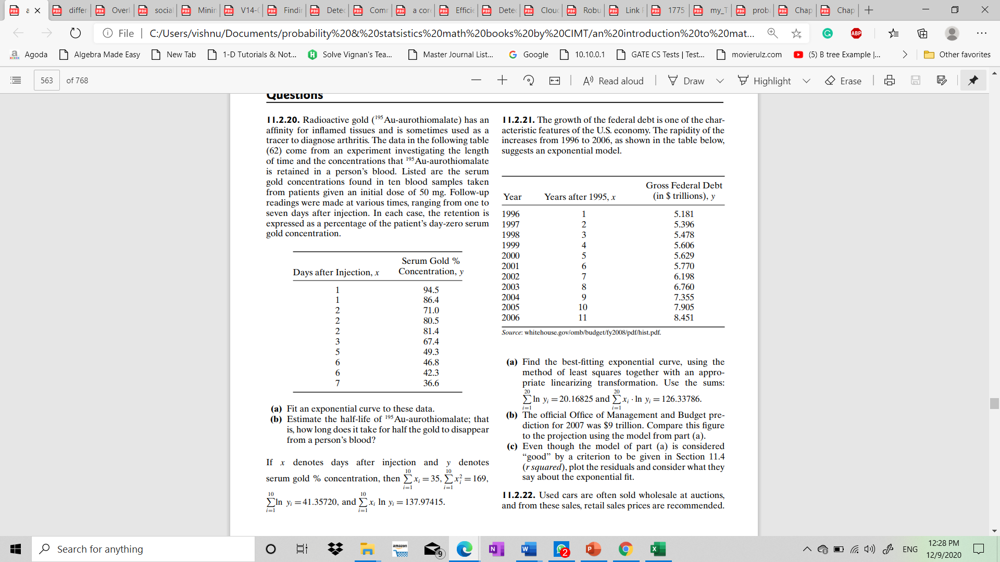 a
differ
Overl
social
Minin
V14-(
Findir
Detec
Comr
a cor
Efficie
Detec
Clou
Robu
Link
1775
my_T
prob
Chap
Chap
File
C:/Users/vishnu/Documents/probability%20&%20statsistics%20math%20books%20by%20CIMT/an%20introduction%20to%20mat...
ABP
Agoda
Algebra Made Easy
New Tab
1-D Tutorials & Not...
Solve Vignan's Tea...
Master Journal List...
Google
10.10.0.1
GATE CS Tests | Test...
movierulz.com
(5) B tree Example |...
Other favorites
563 of 768
Read aloud
Draw
Highlight
Erase
Questions
11.2.20. Radioactive gold (¹⁹⁵Au-aurothiomalate) has an
affinity for inflamed tissues and is sometimes used as a
tracer to diagnose arthritis. The data in the following table
(62) come from an experiment investigating the length
of time and the concentrations that ¹⁹⁵Au-aurothiomalate
is retained in a person's blood. Listed are the serum
gold concentrations found in ten blood samples taken
from patients given an initial dose of 50 mg. Follow-up
readings were made at various times, ranging from one to
seven days after injection. In each case, the retention is
expressed as a percentage of the patient's day-zero serum
gold concentration.
Serum Gold %
Days after Injection, x Concentration, y
1 94.5
1 86.4
2 71.0
2 80.5
2 81.4
3 67.4
5 49.3
6 46.8
6 42.3
7 36.6
(a) Fit an exponential curve to these data.
(b) Estimate the half-life of ¹⁹⁵Au-aurothiomalate; that
is, how long does it take for half the gold to disappear
from a person's blood?
If x denotes days after injection and y denotes
serum gold % concentration, then 10∑i=1 xᵢ = 35, 10∑i=1 xᵢ² = 169,
10∑i=1 ln yᵢ = 41.35720, and 10∑i=1 xᵢ ln yᵢ = 137.97415.
11.2.21. The growth of the federal debt is one of the char-
acteristic features of the U.S. economy. The rapidity of the
increases from 1996 to 2006, as shown in the table below,
suggests an exponential model.
Gross Federal Debt
Year Years after 1995, x (in $ trillions), y
1996 1 5.181
1997 2 5.396
1998 3 5.478
1999 4 5.606
2000 5 5.629
2001 6 5.770
2002 7 6.198
2003 8 6.760
2004 9 7.355
2005 10 7.905
2006 11 8.451
Source: whitehouse.gov/omb/budget/fy2008/pdf/hist.pdf.
(a) Find the best-fitting exponential curve, using the
method of least squares together with an appro-
priate linearizing transformation. Use the sums:
20∑i=1 ln yᵢ = 20.16825 and 20∑i=1 xᵢ · ln yᵢ = 126.33786.
(b) The official Office of Management and Budget pre-
diction for 2007 was $9 trillion. Compare this figure
to the projection using the model from part (a).
(c) Even though the model of part (a) is considered
“good” by a criterion to be given in Section 11.4
(r squared), plot the residuals and consider what they
say about the exponential fit.
11.2.22. Used cars are often sold wholesale at auctions,
and from these sales, retail sales prices are recommended.
Search for anything
amazon
9
2
ENG
12:28 PM
12/9/2020